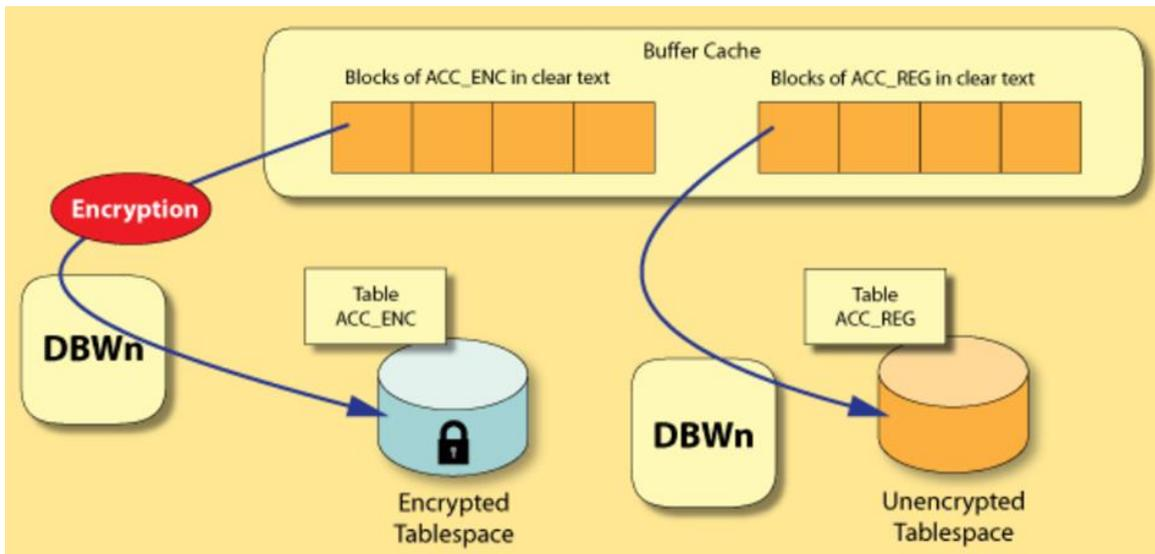 Buffer Cache
Blocks of ACC_ENC in clear text
Blocks of ACC_REG in clear text
Encryption
DBWn
Table
ACC_ENC
Encrypted
Tablespace
DBWn
Table
ACC_REG
Unencrypted
Tablespace